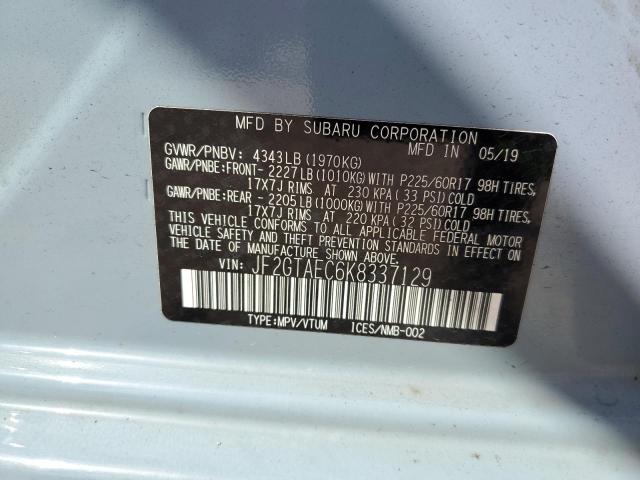 MFD BY SUBARU CORPORATION MFD IN 05/19
GVWR/PNBV: 4343LB(1970KG)
GAWR/PNBE:FRONT- 2227LB(1010KG)WITH P225/60R17 98H TIRES,
17X7J RIMS AT 230 KPA (33 PSI)COLD
GAWR/PNBE:REAR - 2205LB(1000KG)WITH P225/60R17 98H TIRES,
17X7J RIMS AT 220 KPA (32 PSI)COLD
THIS VEHICLE CONFORMS TO ALL APPLICABLE FEDERAL MOTOR
VEHICLE SAFETY AND THEFT PREVENTION STANDARDS IN EFFECT ON
THE DATE OF MANUFACTURE SHOWN ABOVE.
VIN: JF2GTAEC6K8337129
TYPE:MPV/VTUM ICES/NMB-002